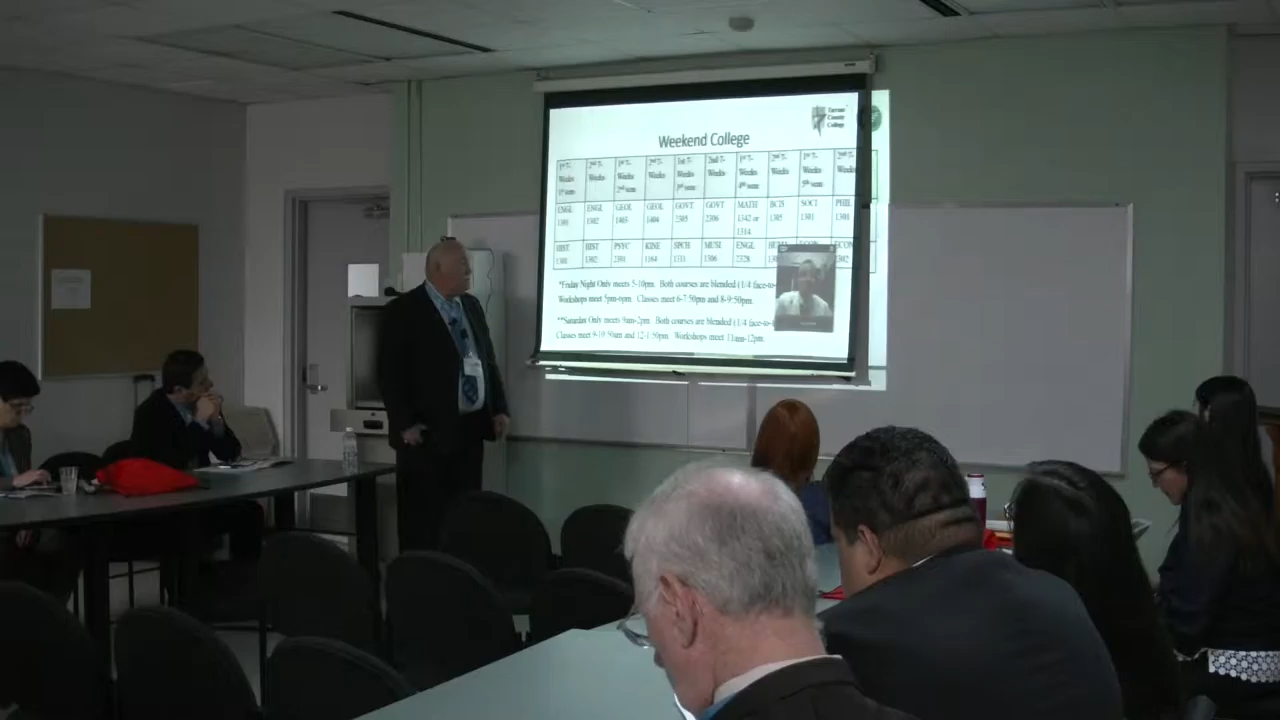 Tarrant
County
College
Weekend College
1st 7- 2nd 7- 1st 7- 2nd 7- 1st 7- 2nd 7- 1st 7- 2nd 7- 1st 7- 2nd 7-
Weeks Weeks Weeks Weeks Weeks Weeks Weeks Weeks Weeks Weeks
1st sem 2nd sem 3rd sem 4th sem 5th sem
ENGL ENGL GEOL GEOL GOVT GOVT MATH BCIS SOCI PHIL
1301 1302 1403 1404 2305 2306 1342 or 1305 1301 1301
1314
HIST HIST PSYC KINE SPCH MUSI ENGL ECON
1301 1302 2301 1164 1311 1306 2328
*Friday Night Only meets 5-10pm. Both courses are blended (1/4 face-to-
Workshops meet 5pm-6pm. Classes meet 6-7:50pm and 8-9:50pm.
**Saturday Only meets 9am-2pm. Both courses are blended (1/4 face-to-
Classes meet 9-10:50am and 12-1:50pm. Workshops meet 11am-12pm.